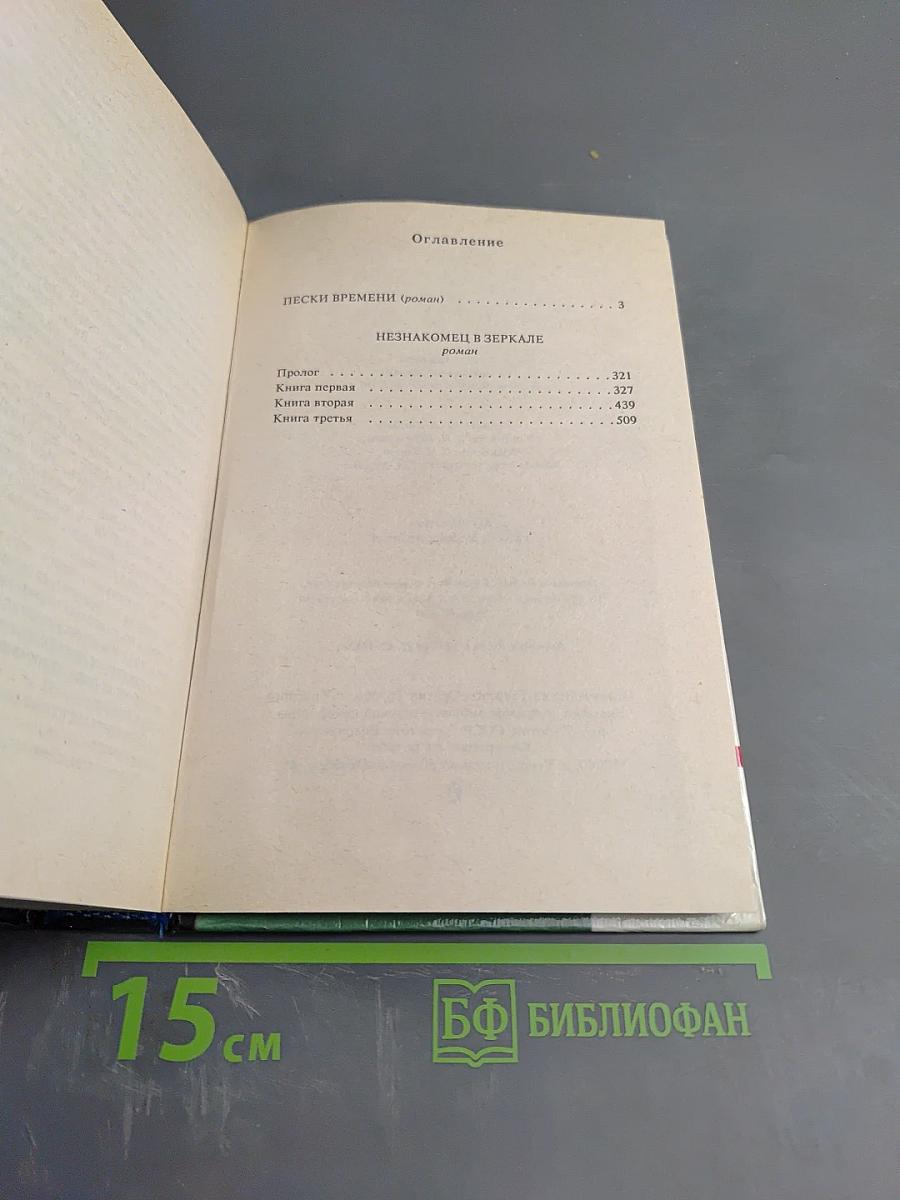 Оглавление
ПЕСКИ ВРЕМЕНИ (роман) . . . . . . . . . . . . . . . . . . 3
НЕЗНАКОМЕЦ В ЗЕРКАЛЕ
роман
Пролог . . . . . . . . . . . . . . . . . . . . . . . . . . . . . 321
Книга первая . . . . . . . . . . . . . . . . . . . . . . . . . 327
Книга вторая . . . . . . . . . . . . . . . . . . . . . . . . . 439
Книга третья . . . . . . . . . . . . . . . . . . . . . . . . . 509
15 см
БФ БИБЛИОФАН